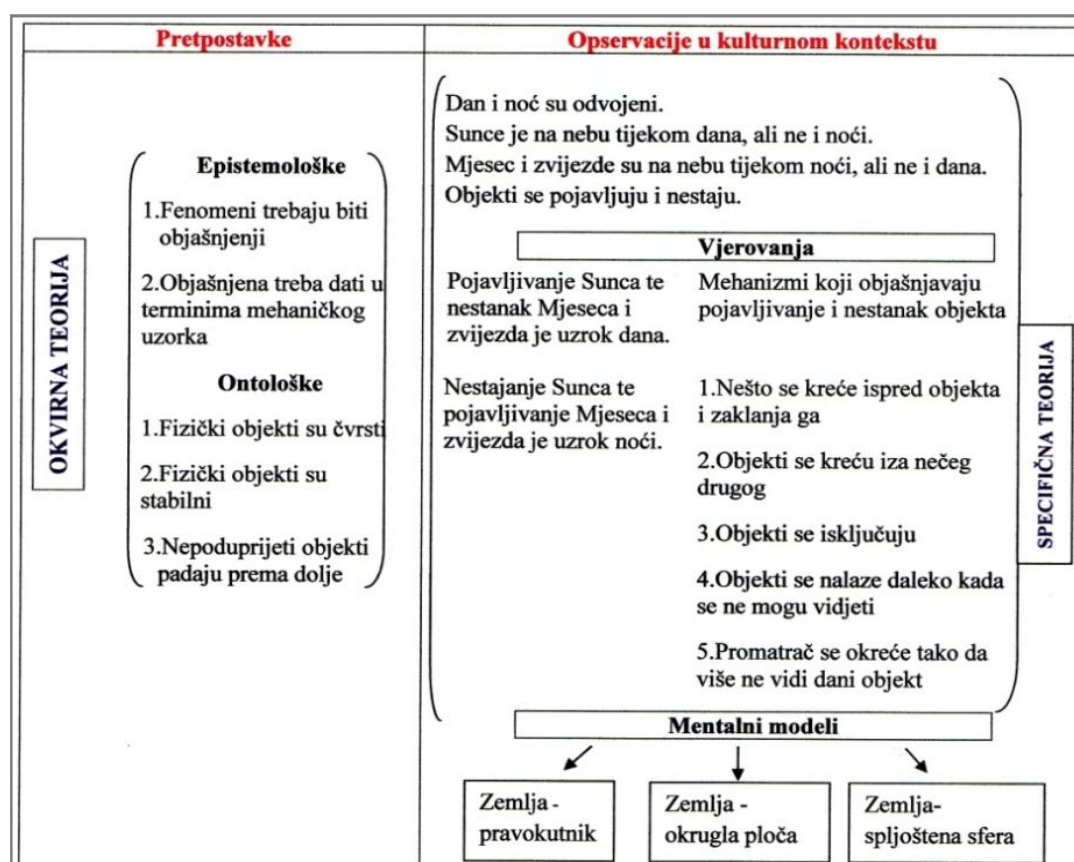 Pretpostavke
Opservacije u kulturnom kontekstu
OKVIRNA TEORIJA
Epistemološke
1.Fenomeni trebaju biti
objašnjenji
2.Objašnjena treba dati u
terminima mehaničkog
uzorka
Ontološke
1.Fizički objekti su čvrsti
2.Fizički objekti su
stabilni
3.Nepoduprijeti objekti
padaju prema dolje
Dan i noć su odvojeni.
Sunce je na nebu tijekom dana, ali ne i noći.
Mjesec i zvijezde su na nebu tijekom noći, ali ne i dana.
Objekti se pojavljuju i nestaju.
Vjerovanja
Pojavljivanje Sunca te
nestanak Mjeseca i
zvijezda je uzrok dana.
Nestajanje Sunca te
pojavljivanje Mjeseca i
zvijezda je uzrok noći.
Mehanizmi koji objašnjavaju
pojavljivanje i nestanak objekta
1.Nešto se kreće ispred objekta
i zaklanja ga
2.Objekti se kreću iza nečeg
drugog
3.Objekti se isključuju
4.Objekti se nalaze daleko kada
se ne mogu vidjeti
5.Promatrač se okreće tako da
više ne vidi dani objekt
SPECIFIČNA TEORIJA
Mentalni modeli
Zemlja -
pravokutnik
Zemlja -
okrugla ploča
Zemlja-
spljoštena sfera